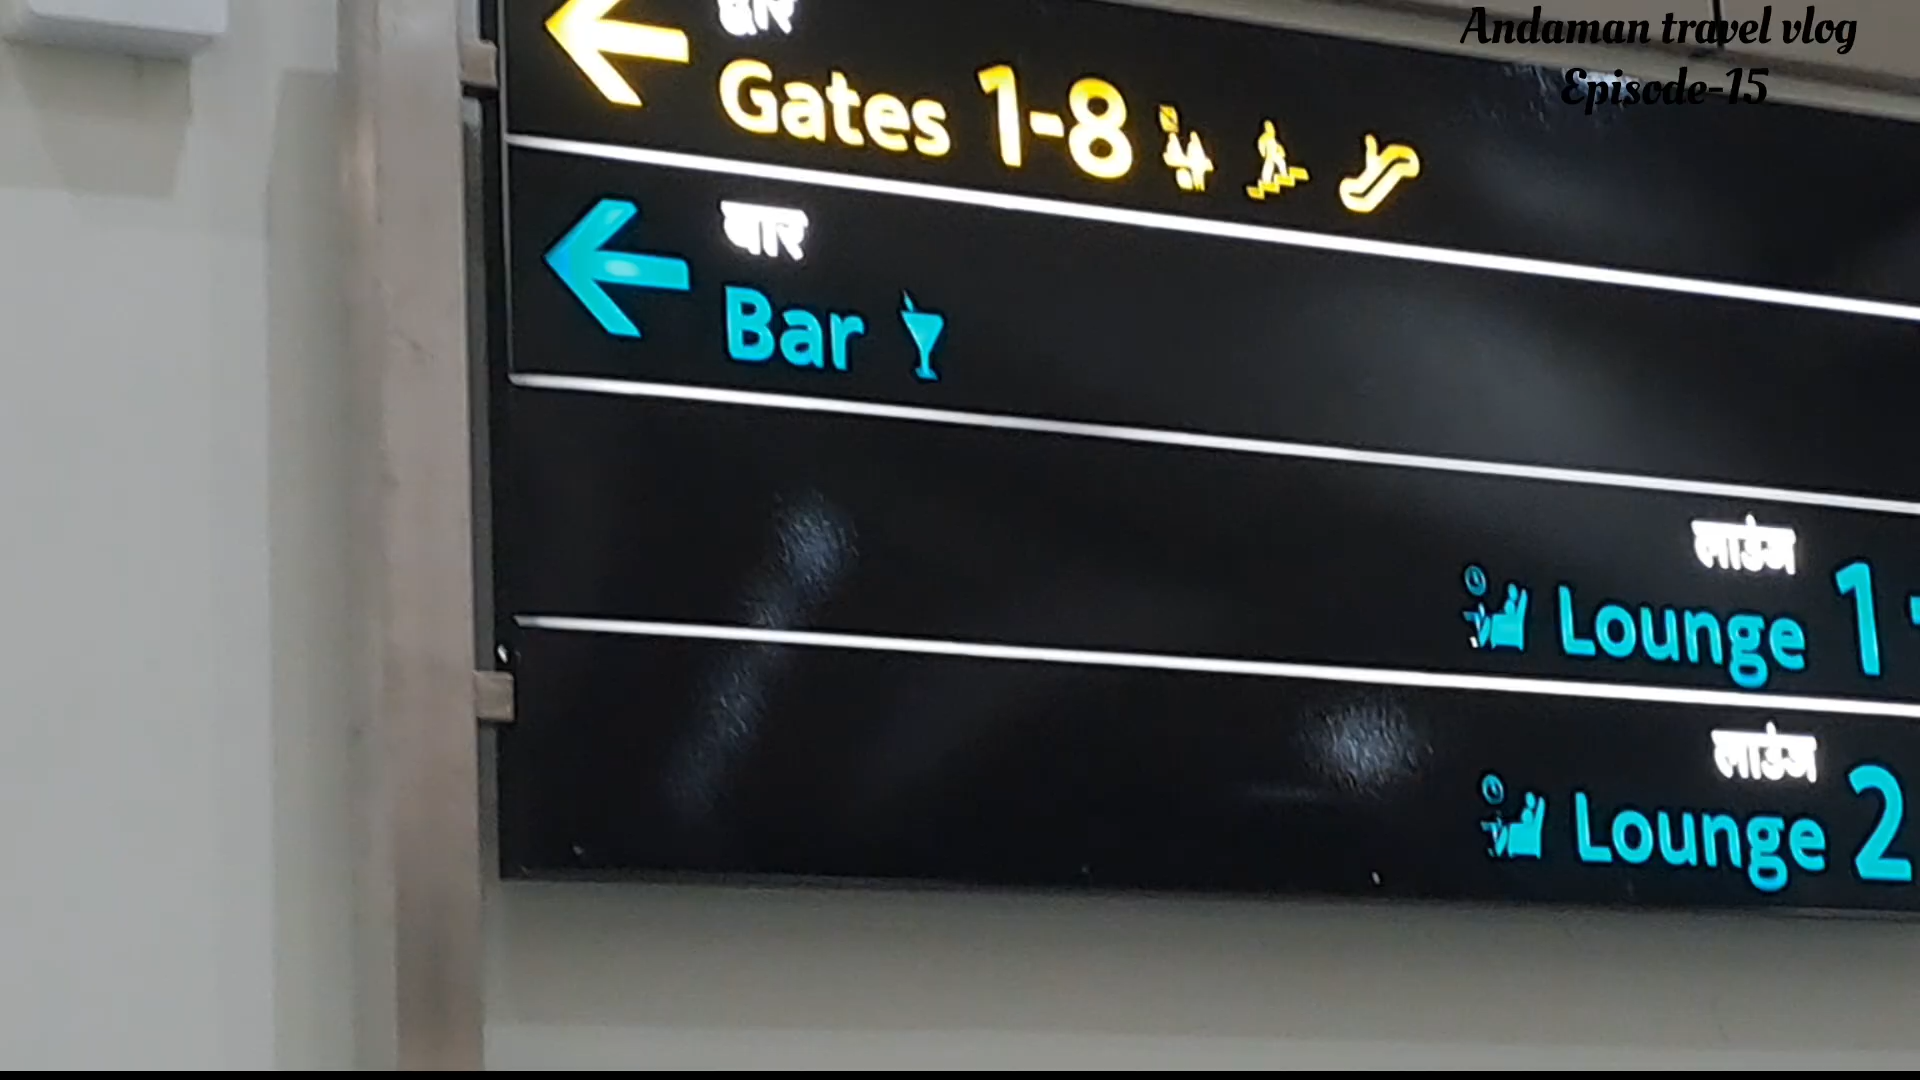 Andaman travel vlog
Episode-15
द्वार
Gates 1-8
बार
Bar
लाउंज
Lounge 1
लाउंज
Lounge 2